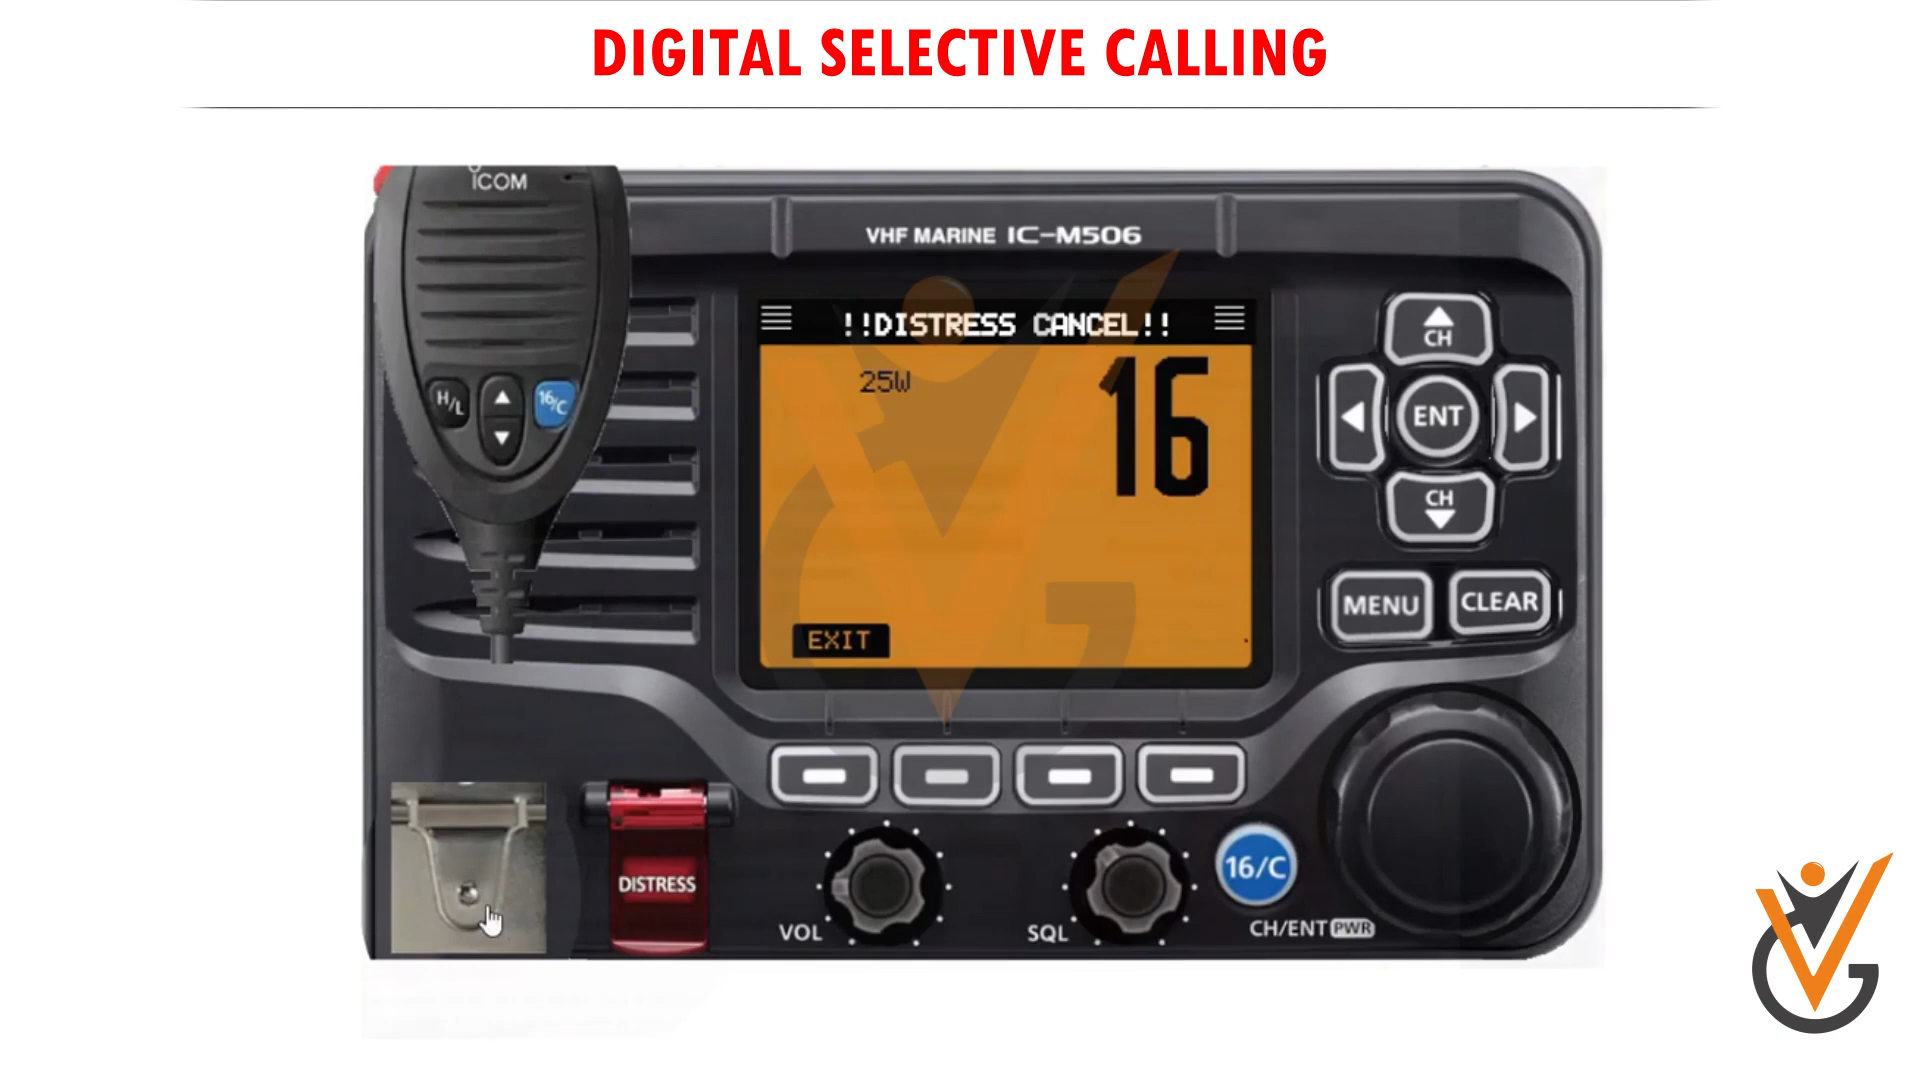 DIGITAL SELECTIVE CALLING
ICOM
VHF MARINE IC-M506
!!DISTRESS CANCEL!!
25W
16
CH
H/L
16/C
ENT
CH
MENU
CLEAR
EXIT
DISTRESS
VOL
SQL
16/C
CH/ENT PWR